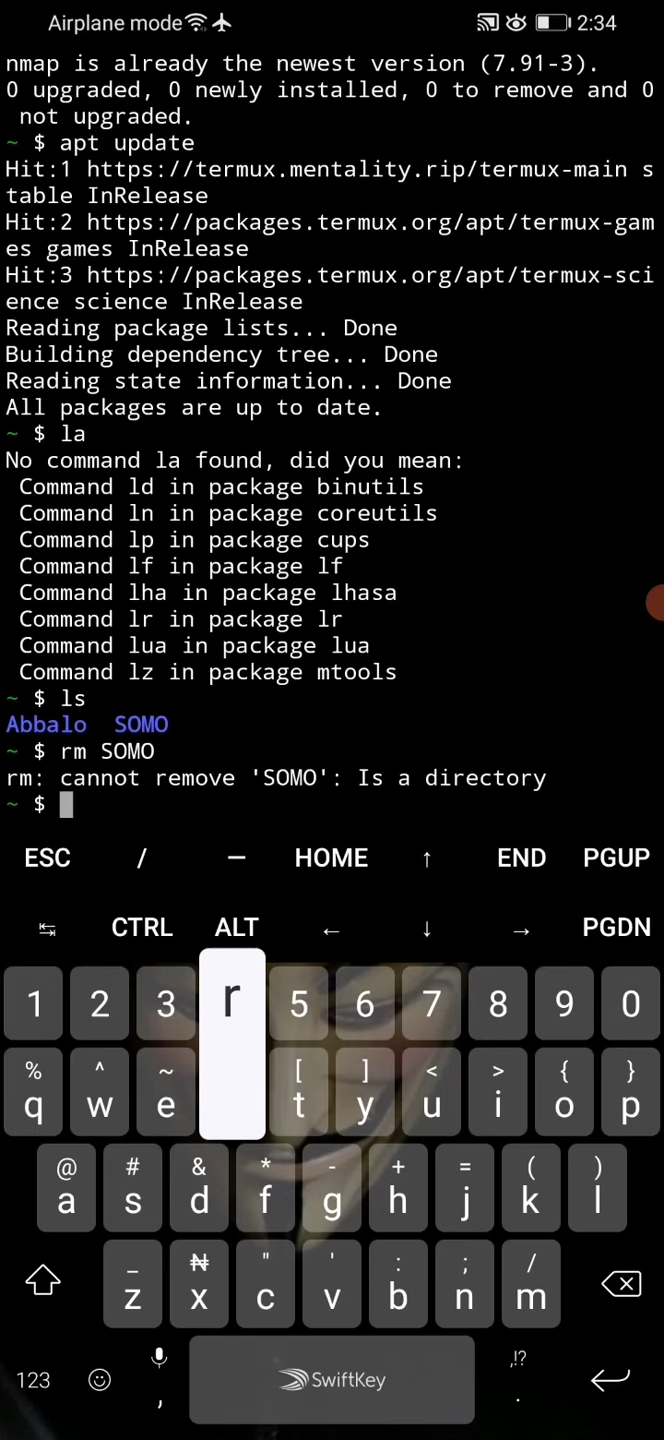 Airplane mode 2:34
nmap is already the newest version (7.91-3).
0 upgraded, 0 newly installed, 0 to remove and 0
not upgraded.
~ $ apt update
Hit:1 https://termux.mentality.rip/termux-main s
table InRelease
Hit:2 https://packages.termux.org/apt/termux-gam
es games InRelease
Hit:3 https://packages.termux.org/apt/termux-sci
ence science InRelease
Reading package lists... Done
Building dependency tree... Done
Reading state information... Done
All packages are up to date.
~ $ la
No command la found, did you mean:
Command ld in package binutils
Command ln in package coreutils
Command lp in package cups
Command lf in package lf
Command lha in package lhasa
Command lr in package lr
Command lua in package lua
Command lz in package mtools
~ $ ls
Abbalo SOMO
~ $ rm SOMO
rm: cannot remove 'SOMO': Is a directory
~ $
ESC / — HOME ↑ END PGUP
↹ CTRL ALT ← ↓ → PGDN
1 2 3 r 5 6 7 8 9 0
% ^ ~ [ ] < > { }
q w e t y u i o p
@ # & * - + = ( )
a s d f g h j k l
_ ₦ " ' : ; /
z x c v b n m
123 , SwiftKey ,!? .